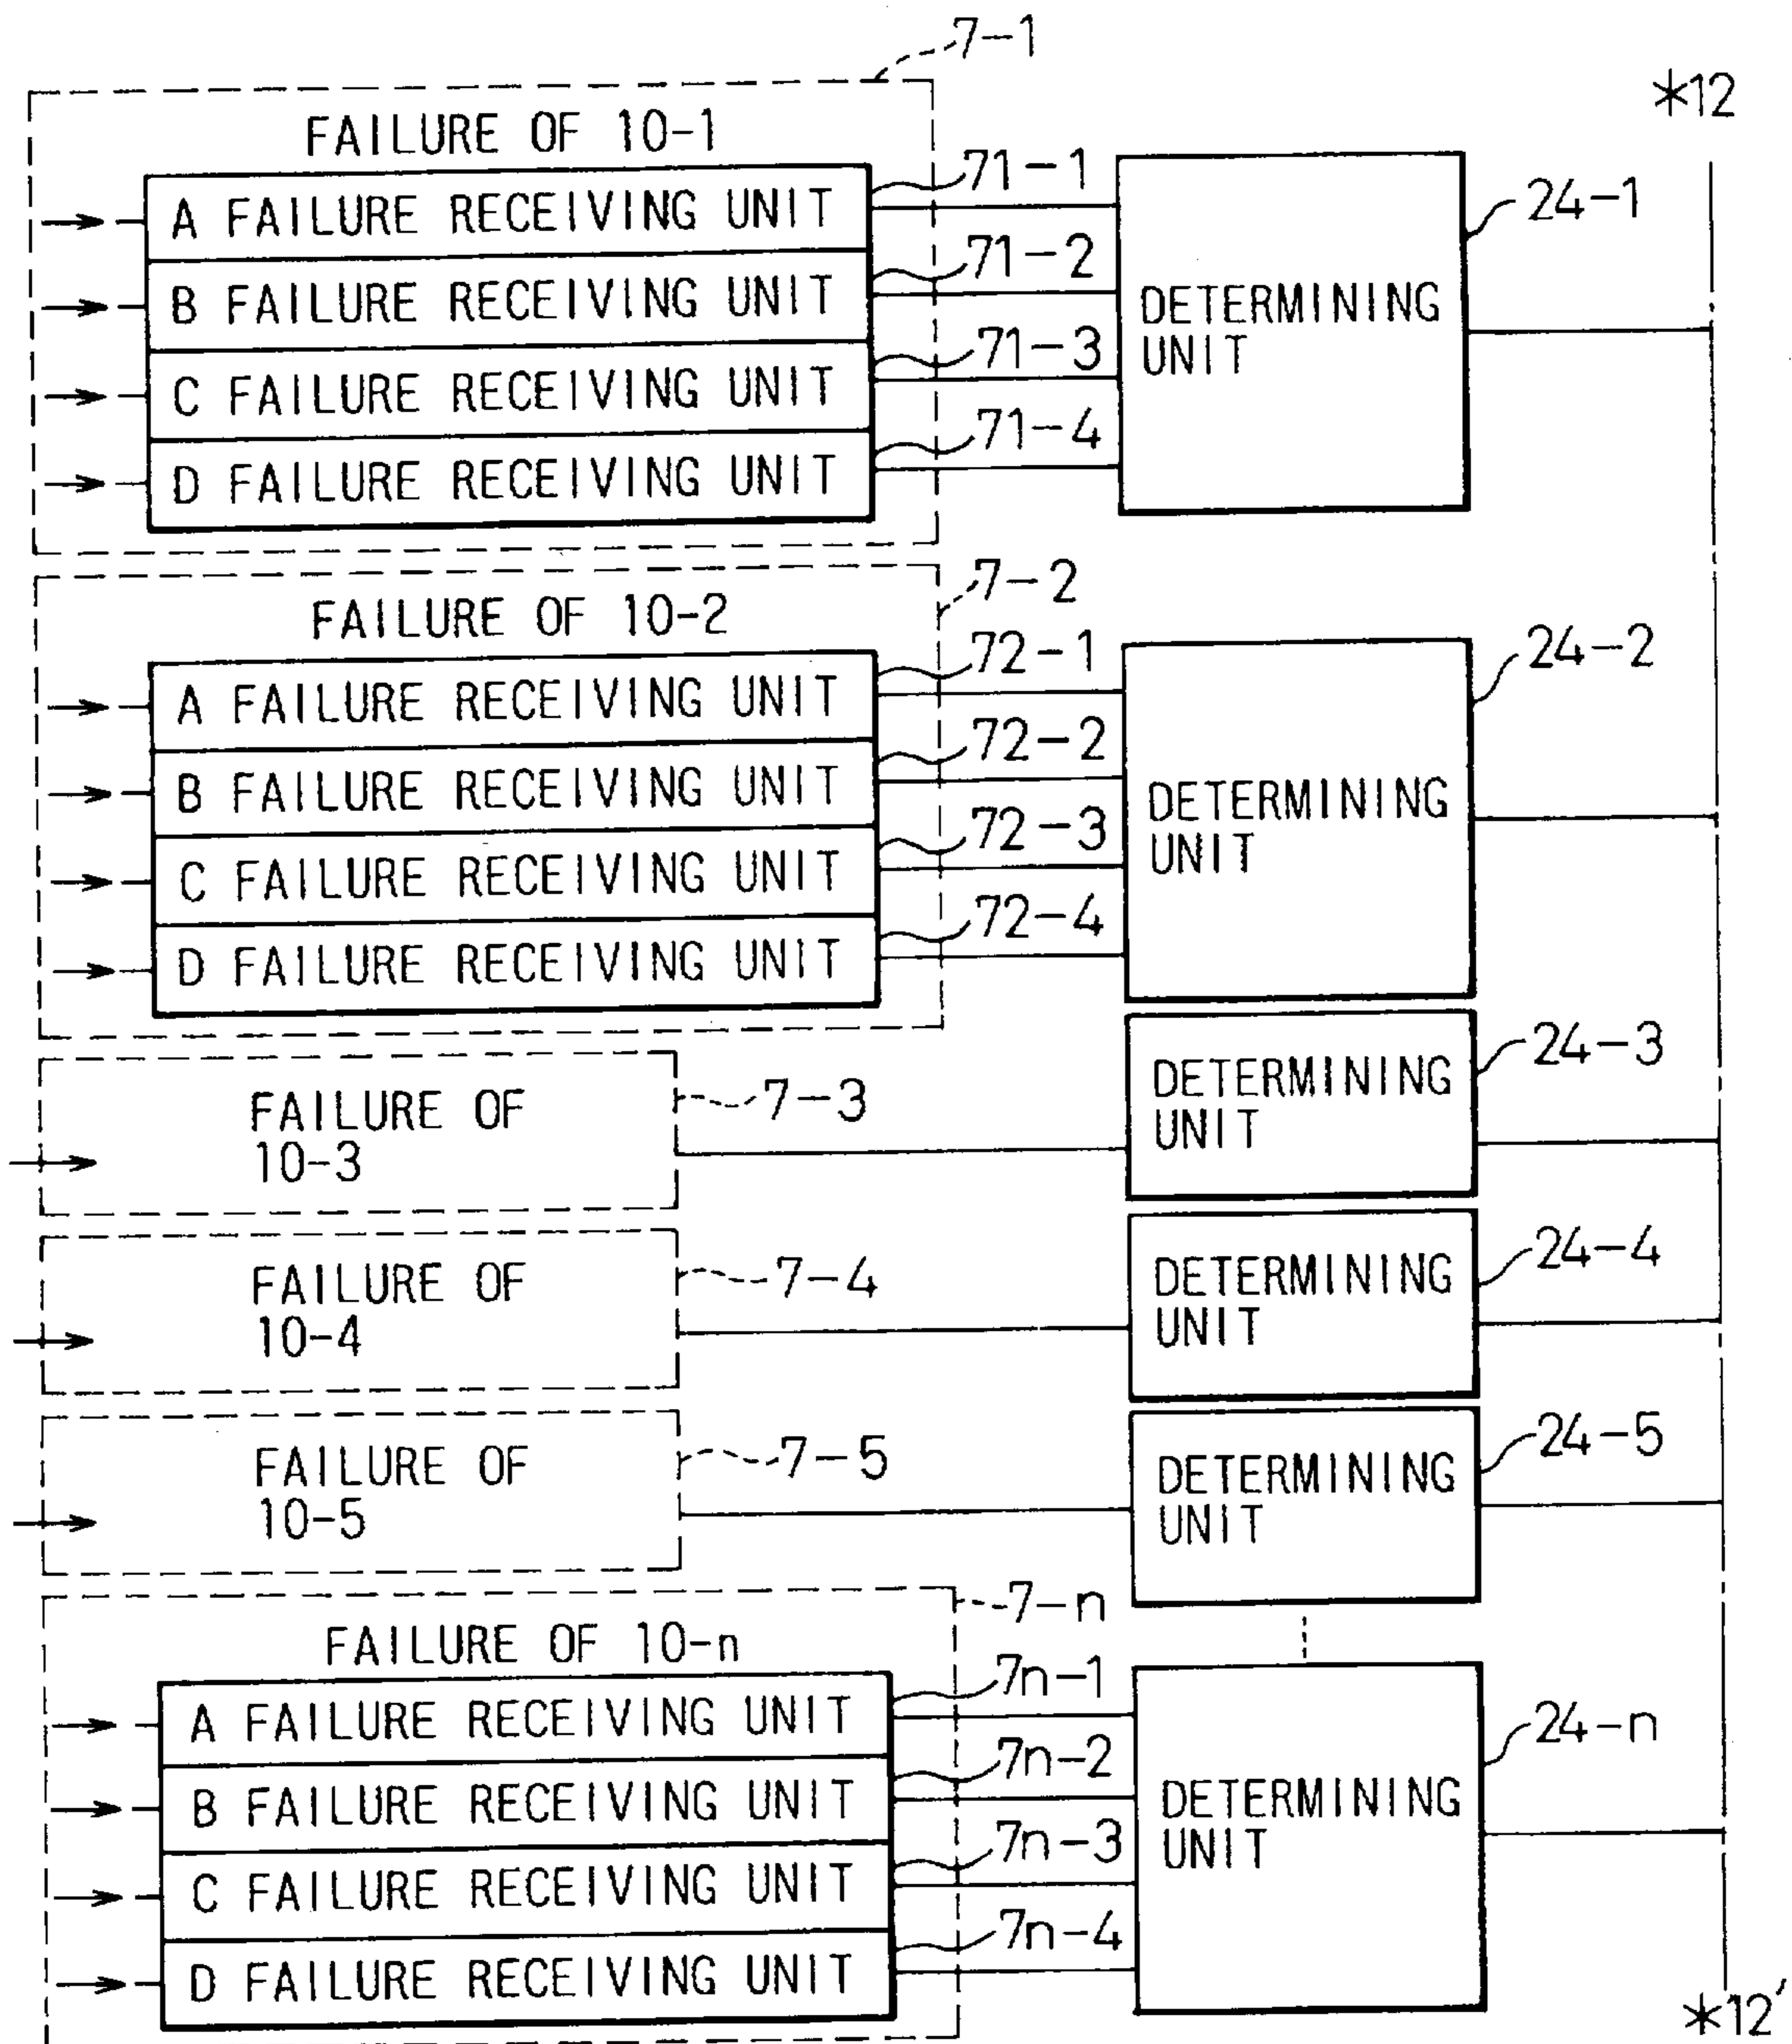 7-1
*12
FAILURE OF 10-1
A FAILURE RECEIVING UNIT
71-1
B FAILURE RECEIVING UNIT
71-2
C FAILURE RECEIVING UNIT
71-3
D FAILURE RECEIVING UNIT
71-4
DETERMINING
UNIT
24-1
7-2
FAILURE OF 10-2
A FAILURE RECEIVING UNIT
72-1
B FAILURE RECEIVING UNIT
72-2
C FAILURE RECEIVING UNIT
72-3
D FAILURE RECEIVING UNIT
72-4
DETERMINING
UNIT
24-2
FAILURE OF
10-3
7-3
DETERMINING
UNIT
24-3
FAILURE OF
10-4
7-4
DETERMINING
UNIT
24-4
FAILURE OF
10-5
7-5
DETERMINING
UNIT
24-5
7-n
FAILURE OF 10-n
A FAILURE RECEIVING UNIT
7n-1
B FAILURE RECEIVING UNIT
7n-2
C FAILURE RECEIVING UNIT
7n-3
D FAILURE RECEIVING UNIT
7n-4
DETERMINING
UNIT
24-n
*12'